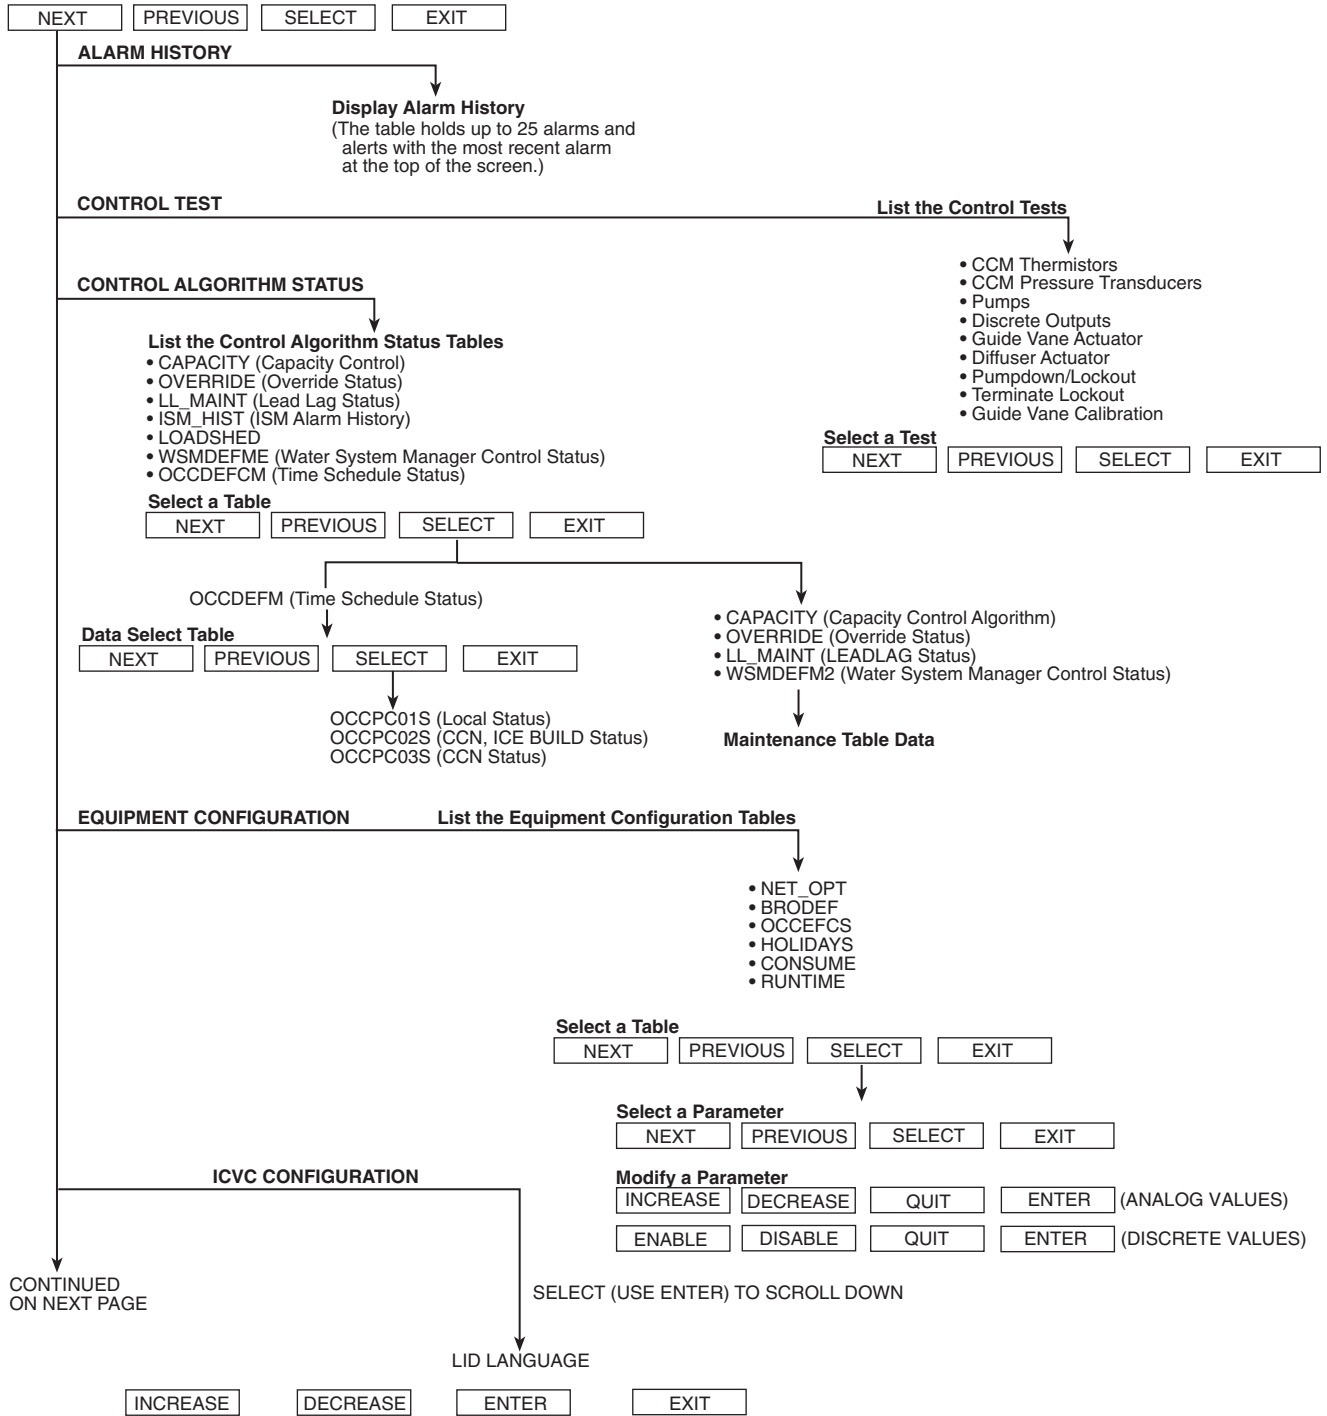 NEXT PREVIOUS SELECT EXIT
ALARM HISTORY
Display Alarm History
(The table holds up to 25 alarms and
alerts with the most recent alarm
at the top of the screen.)
CONTROL TEST
List the Control Tests
• CCM Thermistors
• CCM Pressure Transducers
• Pumps
• Discrete Outputs
• Guide Vane Actuator
• Diffuser Actuator
• Pumpdown/Lockout
• Terminate Lockout
• Guide Vane Calibration
Select a Test
NEXT PREVIOUS SELECT EXIT
CONTROL ALGORITHM STATUS
List the Control Algorithm Status Tables
• CAPACITY (Capacity Control)
• OVERRIDE (Override Status)
• LL_MAINT (Lead Lag Status)
• ISM_HIST (ISM Alarm History)
• LOADSHED
• WSMDEFME (Water System Manager Control Status)
• OCCDEFCM (Time Schedule Status)
Select a Table
NEXT PREVIOUS SELECT EXIT
OCCDEFM (Time Schedule Status)
Data Select Table
NEXT PREVIOUS SELECT EXIT
OCCPC01S (Local Status)
OCCPC02S (CCN, ICE BUILD Status)
OCCPC03S (CCN Status)
• CAPACITY (Capacity Control Algorithm)
• OVERRIDE (Override Status)
• LL_MAINT (LEADLAG Status)
• WSMDEFM2 (Water System Manager Control Status)
Maintenance Table Data
EQUIPMENT CONFIGURATION
List the Equipment Configuration Tables
• NET_OPT
• BRODEF
• OCCEFCS
• HOLIDAYS
• CONSUME
• RUNTIME
Select a Table
NEXT PREVIOUS SELECT EXIT
Select a Parameter
NEXT PREVIOUS SELECT EXIT
Modify a Parameter
INCREASE DECREASE QUIT ENTER (ANALOG VALUES)
ENABLE DISABLE QUIT ENTER (DISCRETE VALUES)
ICVC CONFIGURATION
CONTINUED
ON NEXT PAGE
SELECT (USE ENTER) TO SCROLL DOWN
LID LANGUAGE
INCREASE DECREASE ENTER EXIT